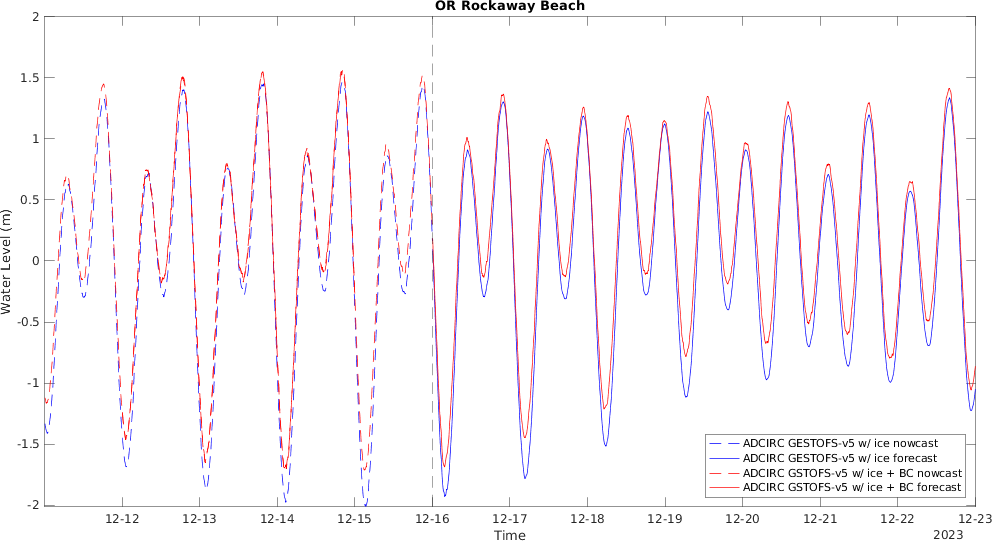 OR Rockaway Beach
Water Level (m)
2
1.5
1
0.5
0
-0.5
-1
-1.5
-2
ADCIRC GESTOFS-v5 w/ ice nowcast
ADCIRC GESTOFS-v5 w/ ice forecast
ADCIRC GSTOFS-v5 w/ ice + BC nowcast
ADCIRC GSTOFS-v5 w/ ice + BC forecast
12-12 12-13 12-14 12-15 12-16 12-17 12-18 12-19 12-20 12-21 12-22 12-23
Time
2023